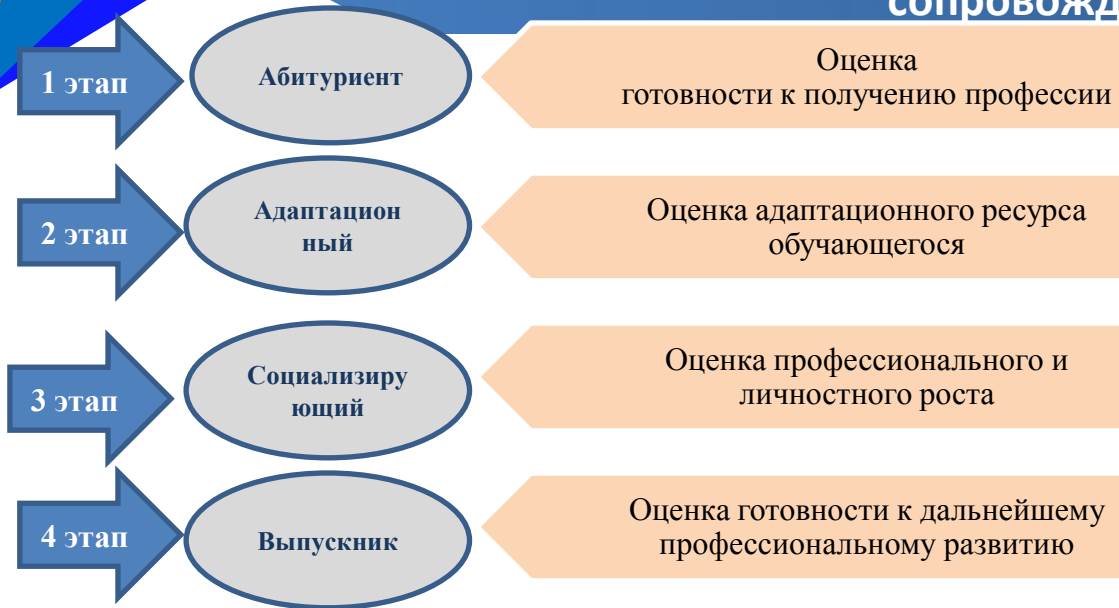 сопровожд
1 этап
Абитуриент
Оценка
готовности к получению профессии
2 этап
Адаптацион
ный
Оценка адаптационного ресурса
обучающегося
3 этап
Социализиру
ющий
Оценка профессионального и
личностного роста
4 этап
Выпускник
Оценка готовности к дальнейшему
профессиональному развитию